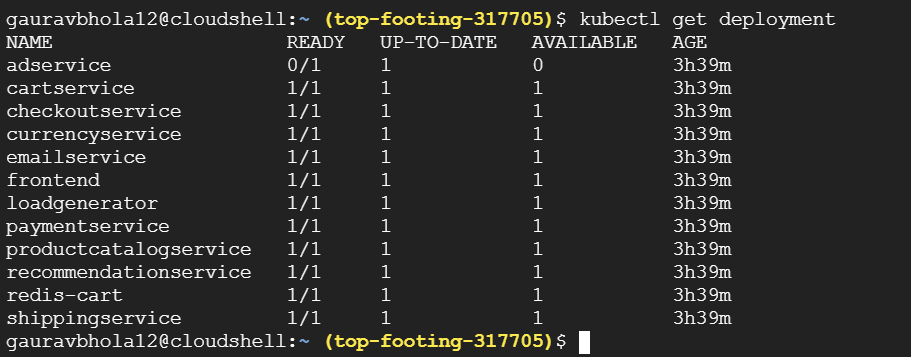 gauravbhola12@cloudshell:~ (top-footing-317705)$ kubectl get deployment
NAME READY UP-TO-DATE AVAILABLE AGE
adservice 0/1 1 0 3h39m
cartservice 1/1 1 1 3h39m
checkoutservice 1/1 1 1 3h39m
currencyservice 1/1 1 1 3h39m
emailservice 1/1 1 1 3h39m
frontend 1/1 1 1 3h39m
loadgenerator 1/1 1 1 3h39m
paymentservice 1/1 1 1 3h39m
productcatalogservice 1/1 1 1 3h39m
recommendationservice 1/1 1 1 3h39m
redis-cart 1/1 1 1 3h39m
shippingservice 1/1 1 1 3h39m
gauravbhola12@cloudshell:~ (top-footing-317705)$